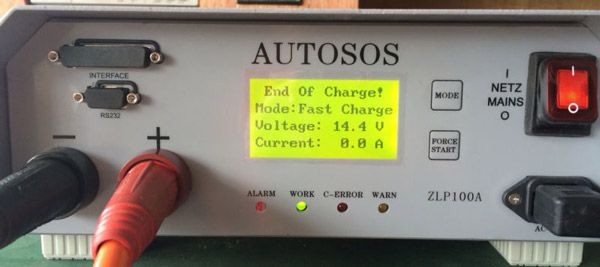 AUTOSOS
INTERFACE
RS232
−
+
End Of Charge!
Mode:Fast Charge
Voltage: 14.4 V
Current: 0.0 A
MODE
FORCE
START
I
NETZ
MAINS
O
I
O
ALARM WORK C-ERROR WARN
ZLP100A